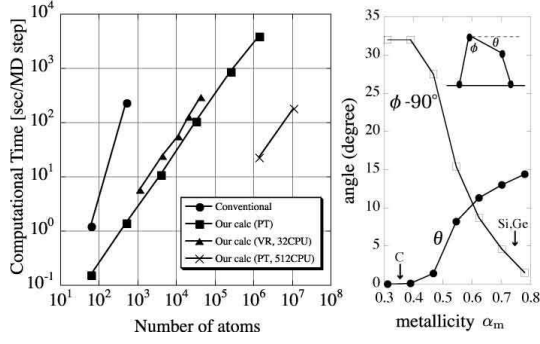 Computational Time [sec/MD step]
10⁴
10³
10²
10¹
10⁰
10⁻¹
10¹ 10² 10³ 10⁴ 10⁵ 10⁶ 10⁷ 10⁸
Number of atoms
Conventional
Our calc (PT)
Our calc (VR, 32CPU)
Our calc (PT, 512CPU)
angle (degree)
35
30
25
20
15
10
5
0
ϕ θ
ϕ -90°
θ
C
Si,Ge
0.3 0.4 0.5 0.6 0.7 0.8
metallicity αₘ